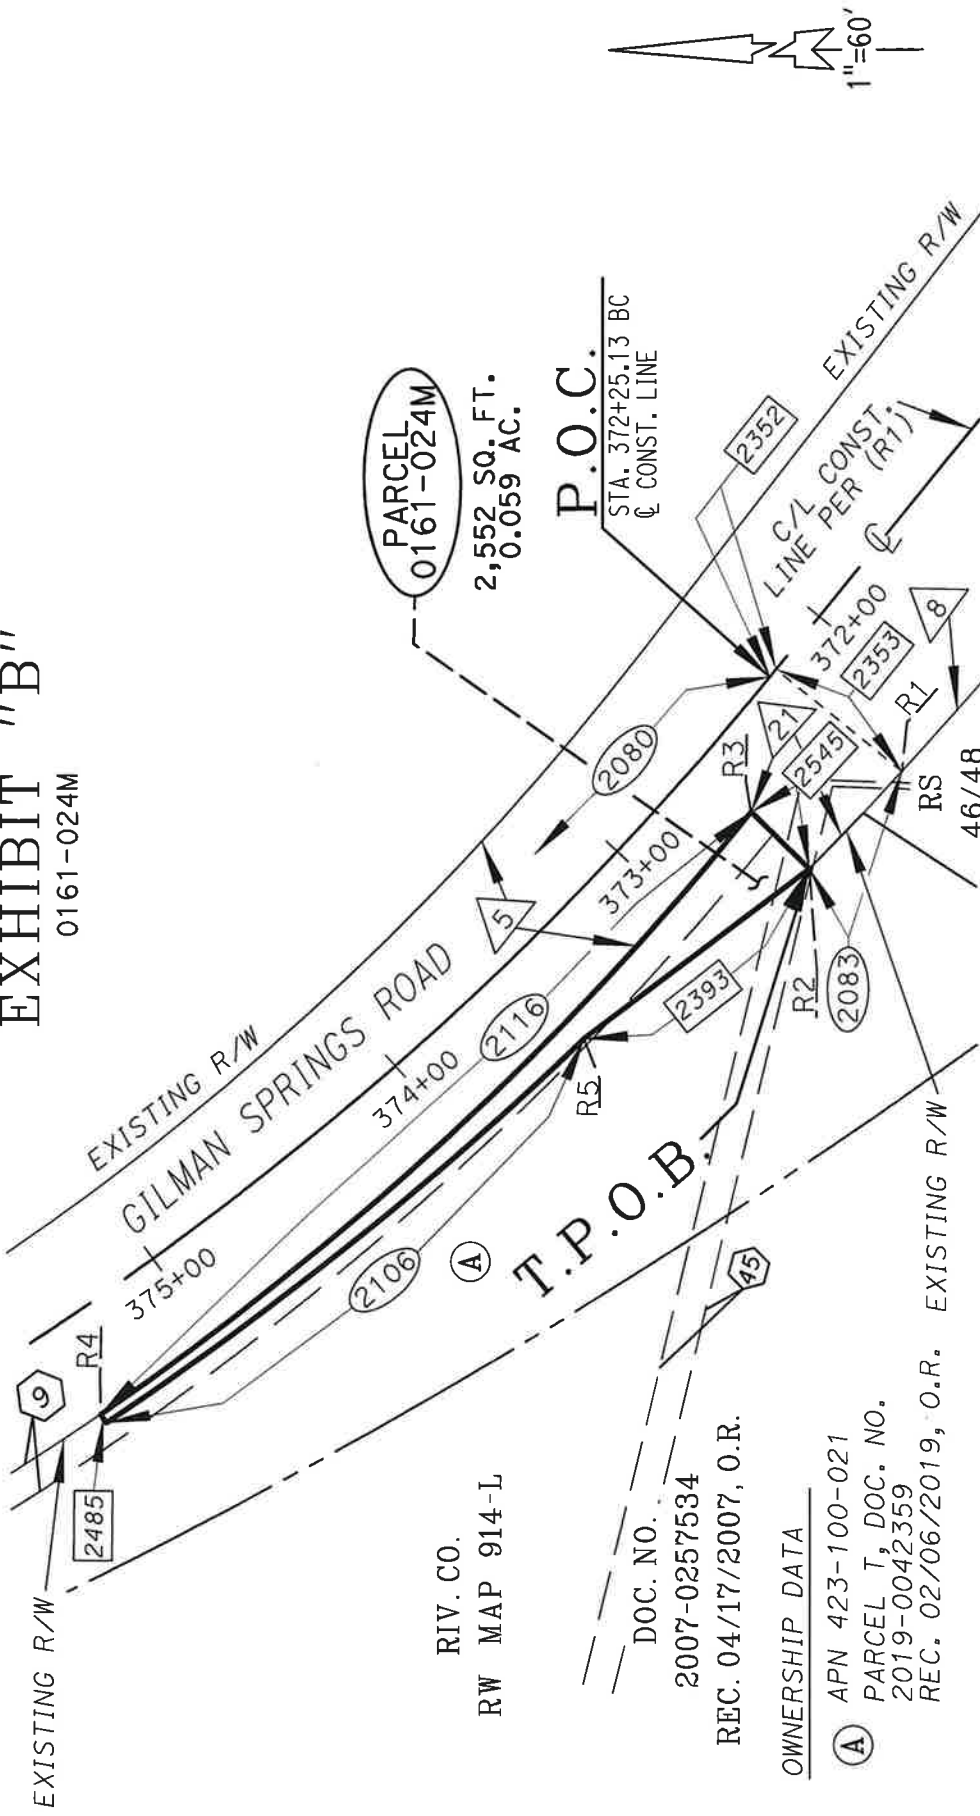 EXHIBIT "B"
0161-024M
1"=60'
PARCEL
0161-024M
2,552 SQ. FT.
0.059 AC.
P.O.C.
STA. 372+25.13 BC
℄ CONST. LINE
EXISTING R/W
GILMAN SPRINGS ROAD
EXISTING R/W
C/L CONST.
LINE PER (R1)
℄
2352
2080
5
372+00
373+00
374+00
375+00
2353
8
R1
21
2545
R3
RS
46/48
2116
2393
R2
2083
R5
2106
A
T.P.O.B.
45
9
R4
2485
EXISTING R/W
EXISTING R/W
RIV. CO.
RW MAP 914-L
DOC. NO.
2007-0257534
REC. 04/17/2007, O.R.
OWNERSHIP DATA
A APN 423-100-021
PARCEL T, DOC. NO.
2019-0042359
REC. 02/06/2019, O.R.